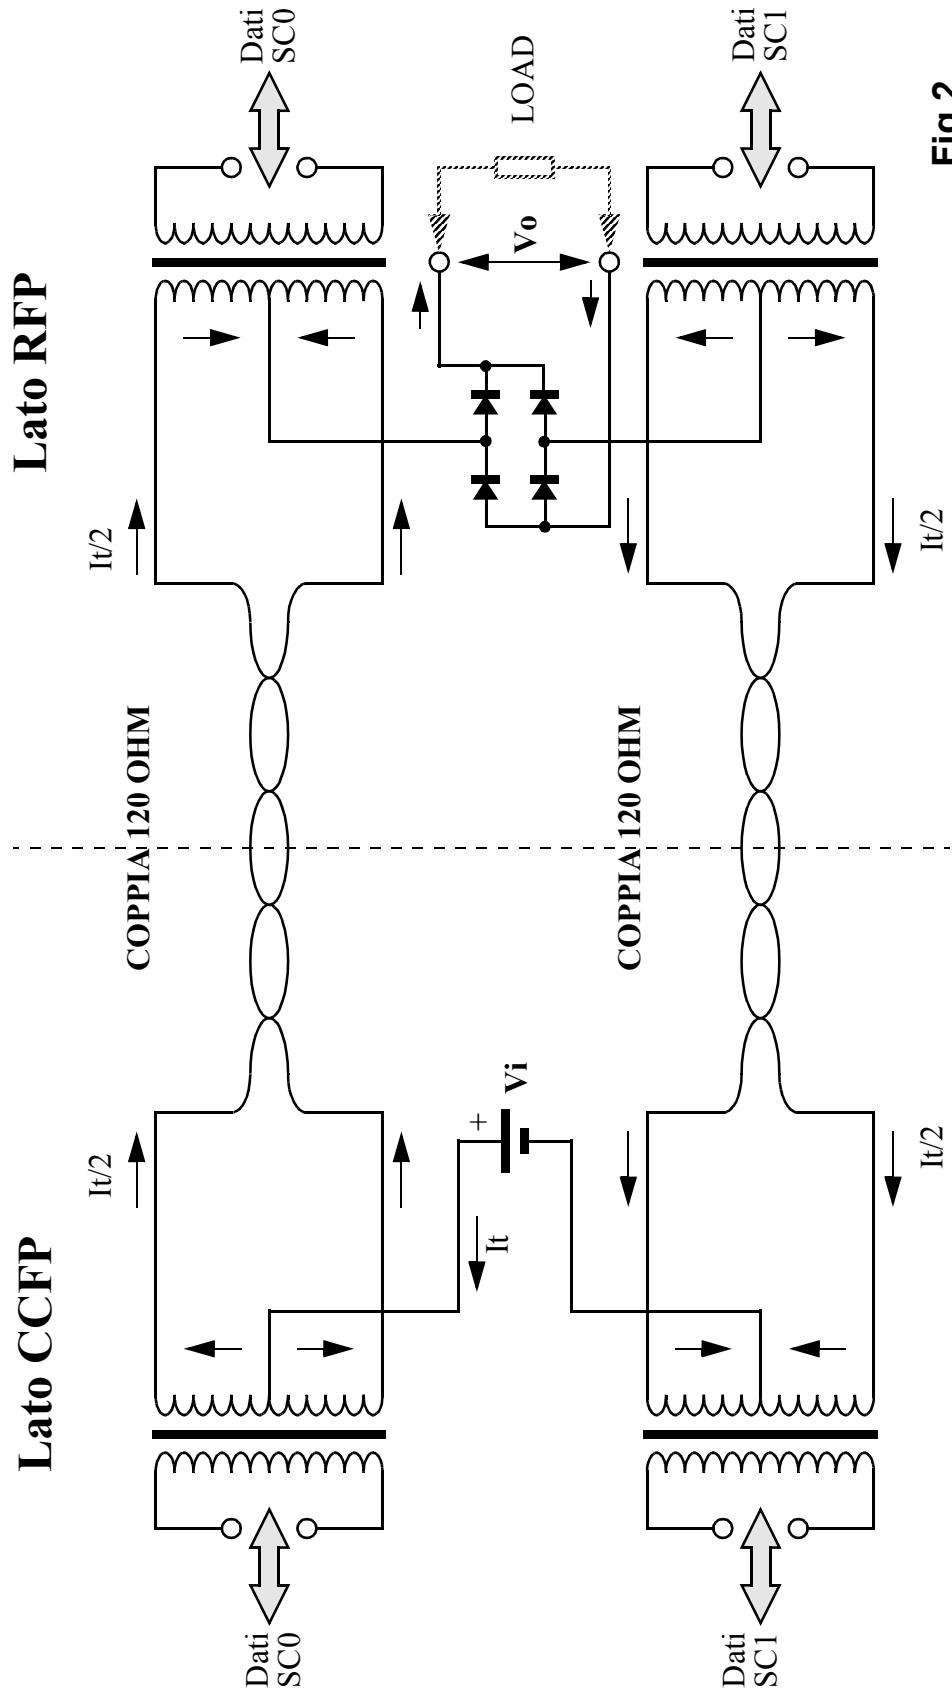 Lato CCFP
Lato RFP
It/2
COPPIA 120 OHM
It/2
Dati
SC0
Dati
SC0
It
+
Vi
Vo
LOAD
COPPIA 120 OHM
Dati
SC1
Dati
SC1
It/2
It/2
Fig 2